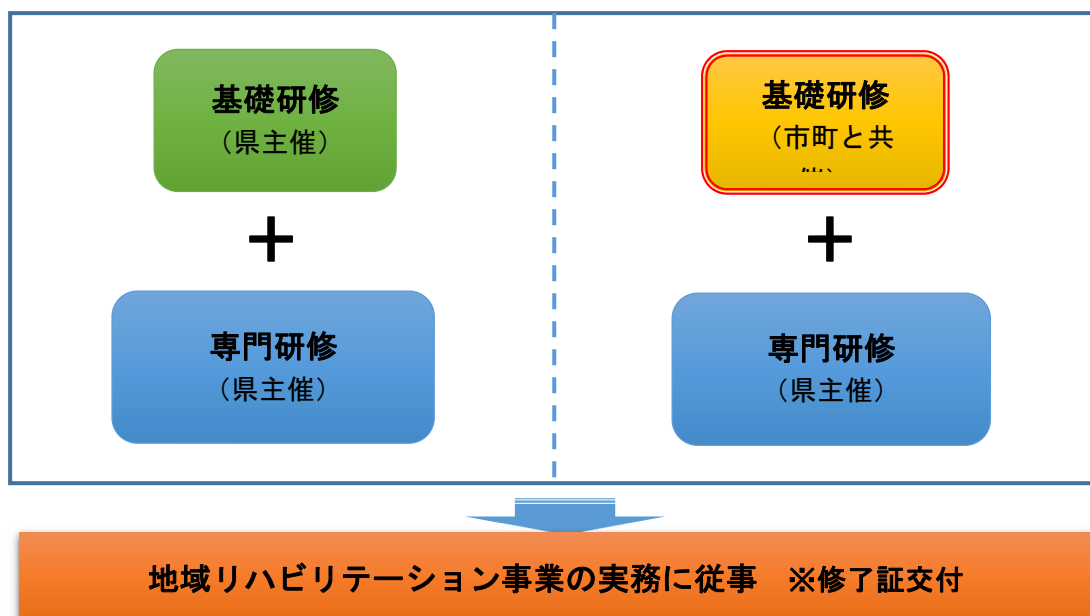 基礎研修
（県主催）
＋
専門研修
（県主催）
基礎研修
（市町と共
＋
専門研修
（県主催）
地域リハビリテーション事業の実務に従事　※修了証交付